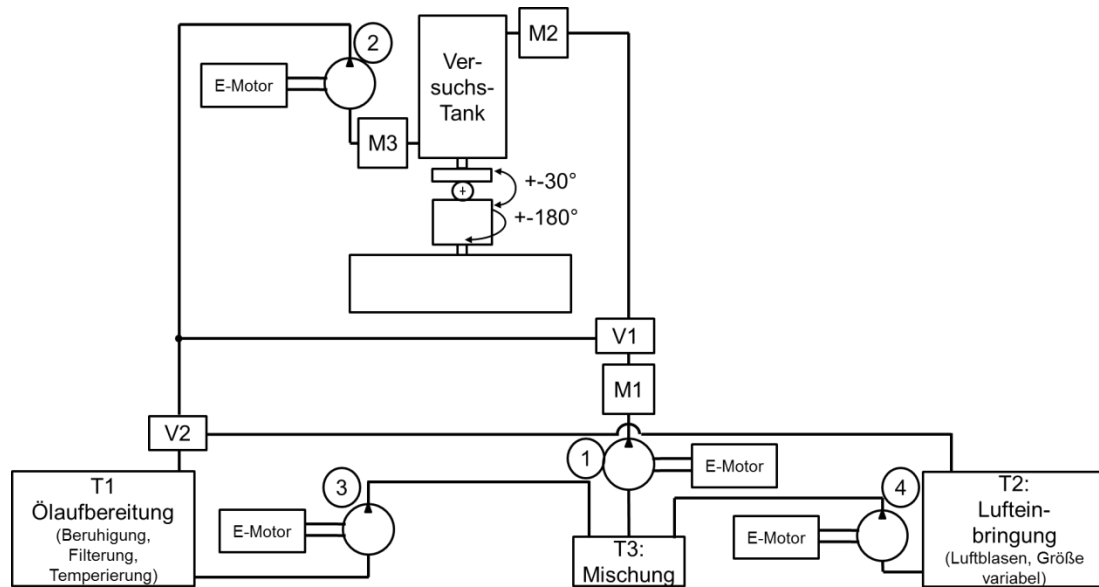 2
M2
Ver-
suchs-
Tank
E-Motor
M3
+-30°
+
+-180°
V1
M1
V2
1
E-Motor
T1
Ölaufbereitung
(Beruhigung,
Filterung,
Temperierung)
3
E-Motor
T3:
Mischung
4
E-Motor
T2:
Luftein-
bringung
(Luftblasen, Größe
variabel)